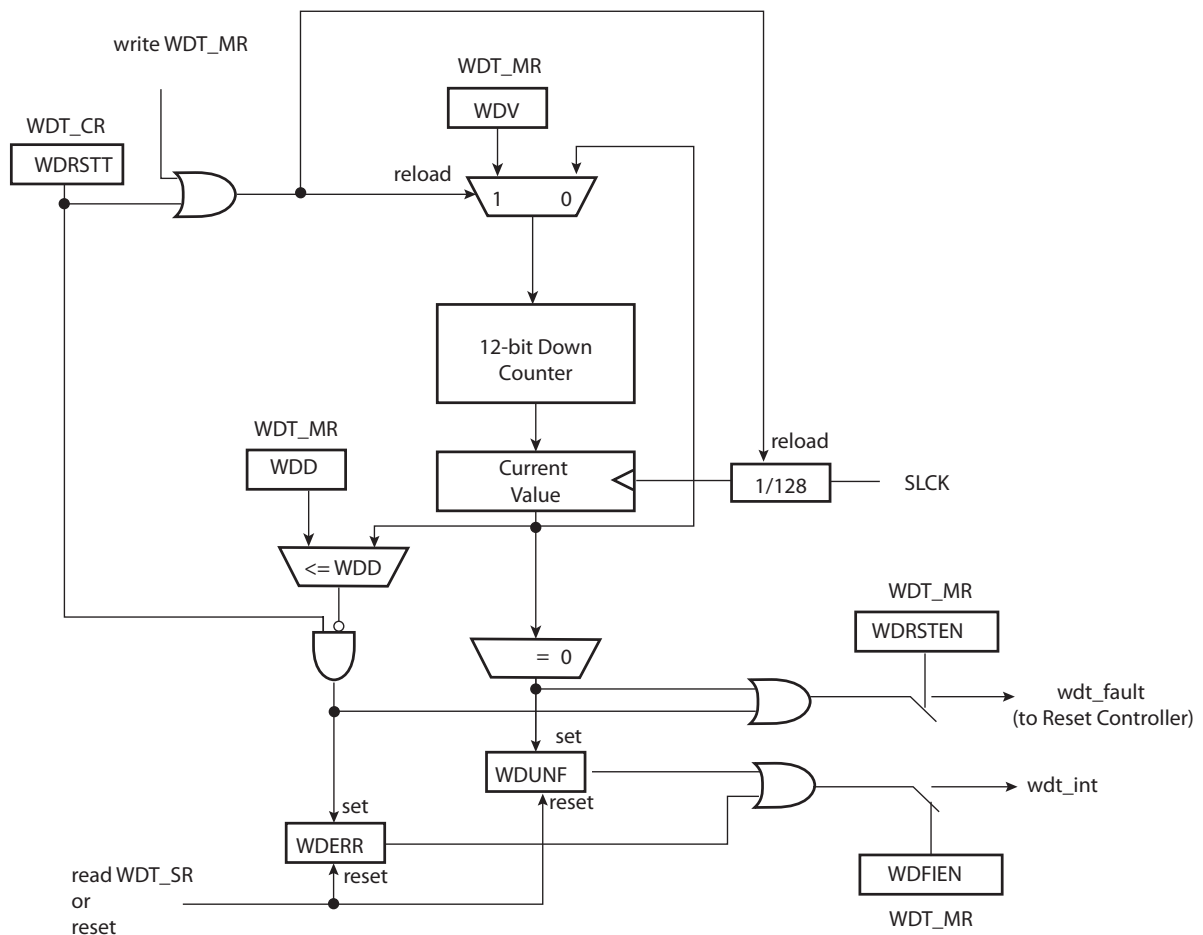 write WDT_MR
WDT_MR
WDV
WDT_CR
WDRSTT
reload
1 0
12-bit Down
Counter
WDT_MR
WDD
reload
Current
Value
1/128
SLCK
<= WDD
WDT_MR
WDRSTEN
= 0
wdt_fault
(to Reset Controller)
set
WDUNF
reset
wdt_int
set
WDERR
reset
read WDT_SR
or
reset
WDFIEN
WDT_MR